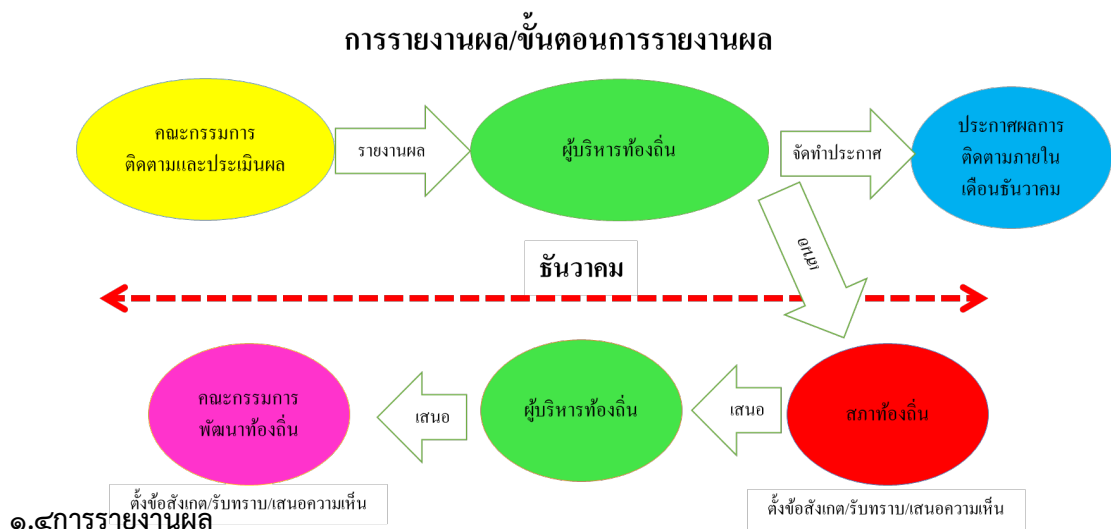 การรายงานผล/ขั้นตอนการรายงานผล
คณะกรรมการ
ติดตามและประเมินผล
รายงานผล
ผู้บริหารท้องถิ่น
จัดทำประกาศ
ประกาศผลการ
ติดตามภายใน
เดือนธันวาคม
เสนอ
ธันวาคม
สภาท้องถิ่น
เสนอ
ผู้บริหารท้องถิ่น
เสนอ
คณะกรรมการ
พัฒนาท้องถิ่น
ตั้งข้อสังเกต/รับทราบ/เสนอความเห็น
ตั้งข้อสังเกต/รับทราบ/เสนอความเห็น
๑.๔การรายงานผล